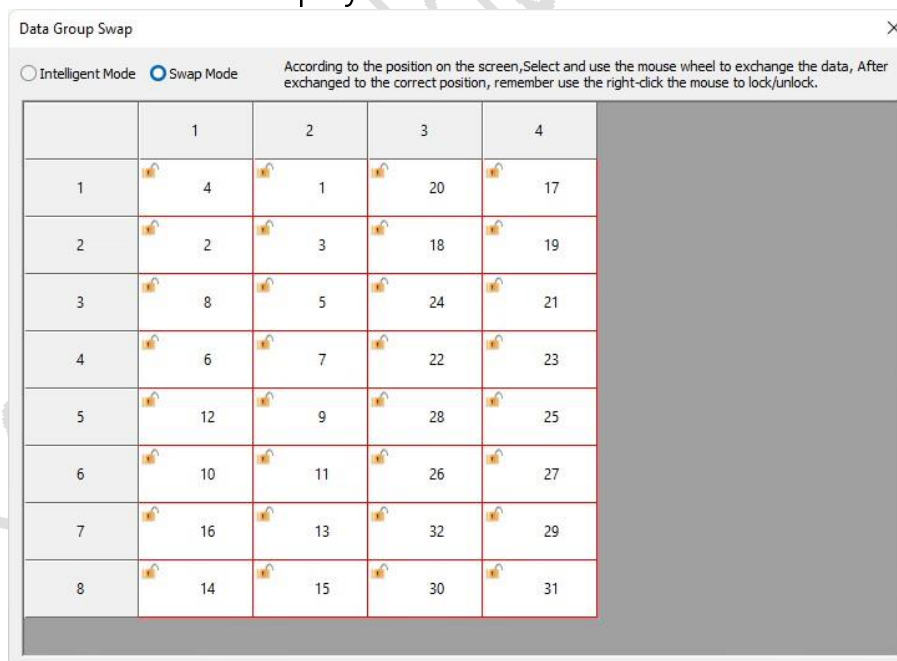 Data Group Swap
Intelligent Mode Swap Mode According to the position on the screen,Select and use the mouse wheel to exchange the data, After
exchanged to the correct position, remember use the right-click the mouse to lock/unlock.
1 2 3 4
1 4 1 20 17
2 2 3 18 19
3 8 5 24 21
4 6 7 22 23
5 12 9 28 25
6 10 11 26 27
7 16 13 32 29
8 14 15 30 31